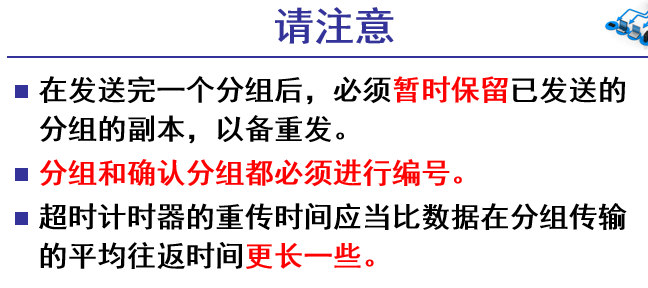 请注意
在发送完一个分组后，必须暂时保留已发送的
分组的副本，以备重发。
分组和确认分组都必须进行编号。
超时计时器的重传时间应当比数据在分组传输
的平均往返时间更长一些。